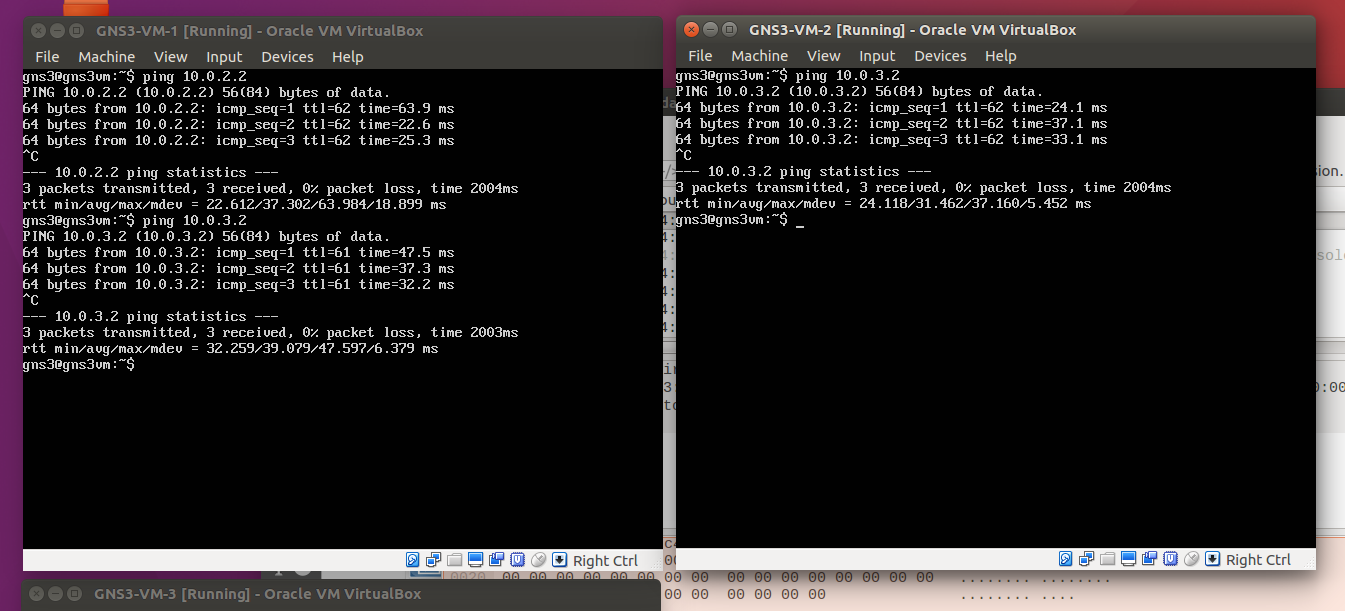 GNS3-VM-1 [Running] - Oracle VM VirtualBox
File Machine View Input Devices Help
gns3@gns3vm:~$ ping 10.0.2.2
PING 10.0.2.2 (10.0.2.2) 56(84) bytes of data.
64 bytes from 10.0.2.2: icmp_seq=1 ttl=62 time=63.9 ms
64 bytes from 10.0.2.2: icmp_seq=2 ttl=62 time=22.6 ms
64 bytes from 10.0.2.2: icmp_seq=3 ttl=62 time=25.3 ms
^C
--- 10.0.2.2 ping statistics ---
3 packets transmitted, 3 received, 0% packet loss, time 2004ms
rtt min/avg/max/mdev = 22.612/37.302/63.984/18.899 ms
gns3@gns3vm:~$ ping 10.0.3.2
PING 10.0.3.2 (10.0.3.2) 56(84) bytes of data.
64 bytes from 10.0.3.2: icmp_seq=1 ttl=61 time=47.5 ms
64 bytes from 10.0.3.2: icmp_seq=2 ttl=61 time=37.3 ms
64 bytes from 10.0.3.2: icmp_seq=3 ttl=61 time=32.2 ms
^C
--- 10.0.3.2 ping statistics ---
3 packets transmitted, 3 received, 0% packet loss, time 2003ms
rtt min/avg/max/mdev = 32.259/39.079/47.597/6.379 ms
gns3@gns3vm:~$
Right Ctrl
GNS3-VM-2 [Running] - Oracle VM VirtualBox
File Machine View Input Devices Help
gns3@gns3vm:~$ ping 10.0.3.2
PING 10.0.3.2 (10.0.3.2) 56(84) bytes of data.
64 bytes from 10.0.3.2: icmp_seq=1 ttl=62 time=24.1 ms
64 bytes from 10.0.3.2: icmp_seq=2 ttl=62 time=37.1 ms
64 bytes from 10.0.3.2: icmp_seq=3 ttl=62 time=33.1 ms
^C
--- 10.0.3.2 ping statistics ---
3 packets transmitted, 3 received, 0% packet loss, time 2004ms
rtt min/avg/max/mdev = 24.118/31.462/37.160/5.452 ms
gns3@gns3vm:~$ _
Right Ctrl
0020 00 00 00 00 00 00 00 00 00 00 00 00 00 00 00 00 ........ ........
00 00 00 00 00 00 ........ ....
GNS3-VM-3 [Running] - Oracle VM VirtualBox